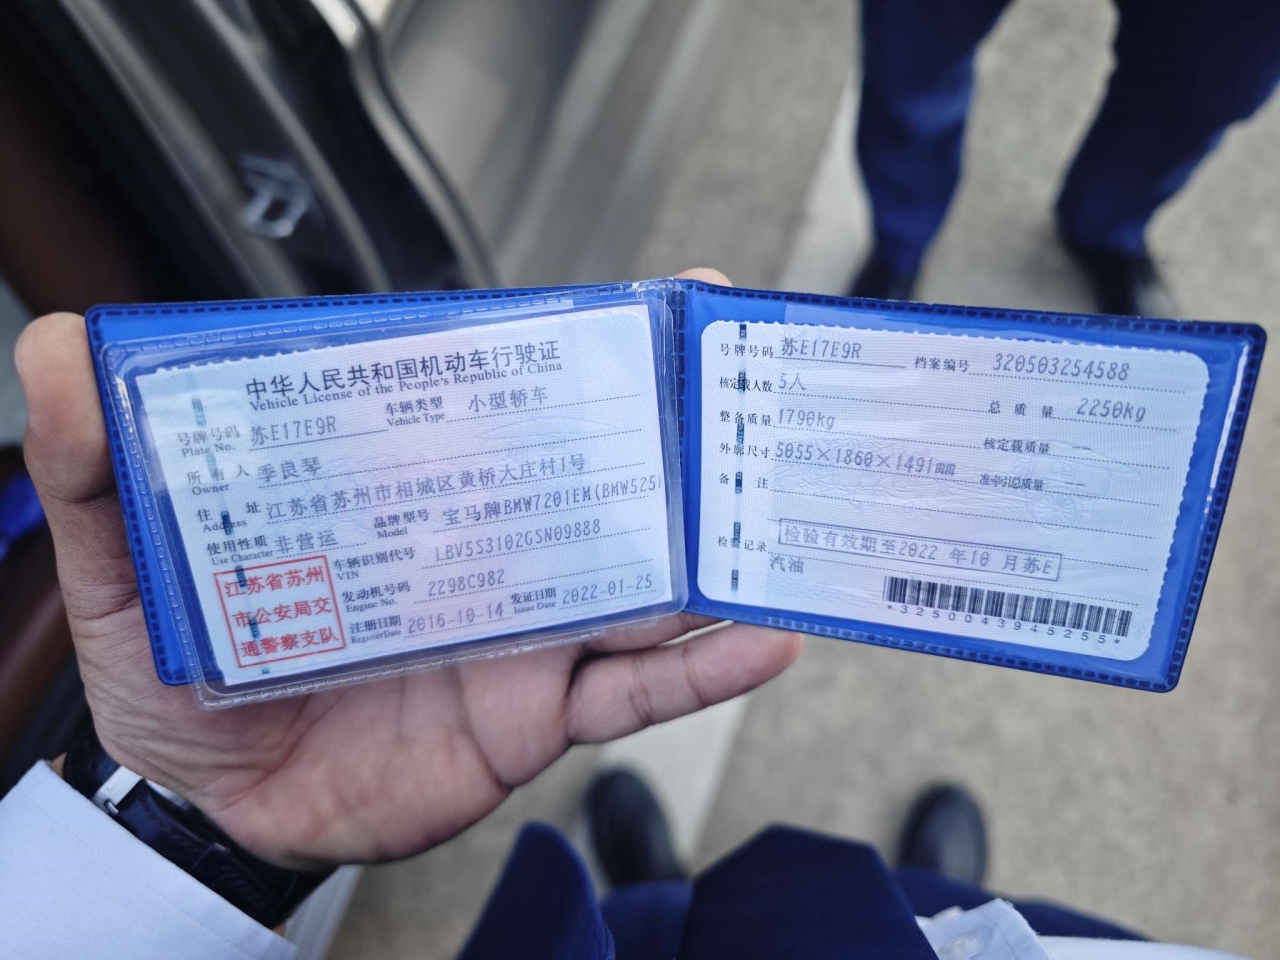 中华人民共和国机动车行驶证
Vehicle License of the People's Republic of China
号牌号码 苏E17E9R 车辆类型 小型轿车
Plate No. Vehicle Type
所有人 季良琴
Owner
住址 江苏省苏州市相城区黄桥大庄村1号
Address
使用性质 非营运 品牌型号 宝马牌BMW7201EM(BMW525
Use Character Model
车辆识别代号 LBV5S3102GSN09888
VIN
发动机号码 2298C982
Engine No.
注册日期 2016-10-14 发证日期 2022-01-25
Register Date Issue Date
江苏省苏州
市公安局交
通警察支队
号牌号码 苏E17E9R 档案编号 320503254588
核定载人数 5人 总质量 2250kg
整备质量 1790kg 核定载质量 --
外廓尺寸 5055×1860×1491mm 准牵引总质量 --
备注
检验记录 检验有效期至2022年10月苏E
汽油
*3250043945255*